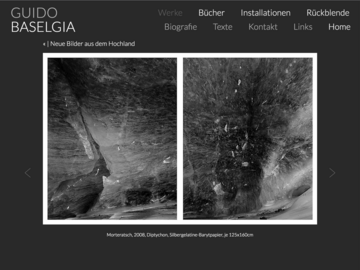 GUIDO
BASELGIA
Werke Bücher Installationen Rückblende
Biografie Texte Kontakt Links Home
« | Neue Bilder aus dem Hochland
Morteratsch, 2008, Diptychon, Silbergelatine-Barytpapier, je 125x160cm